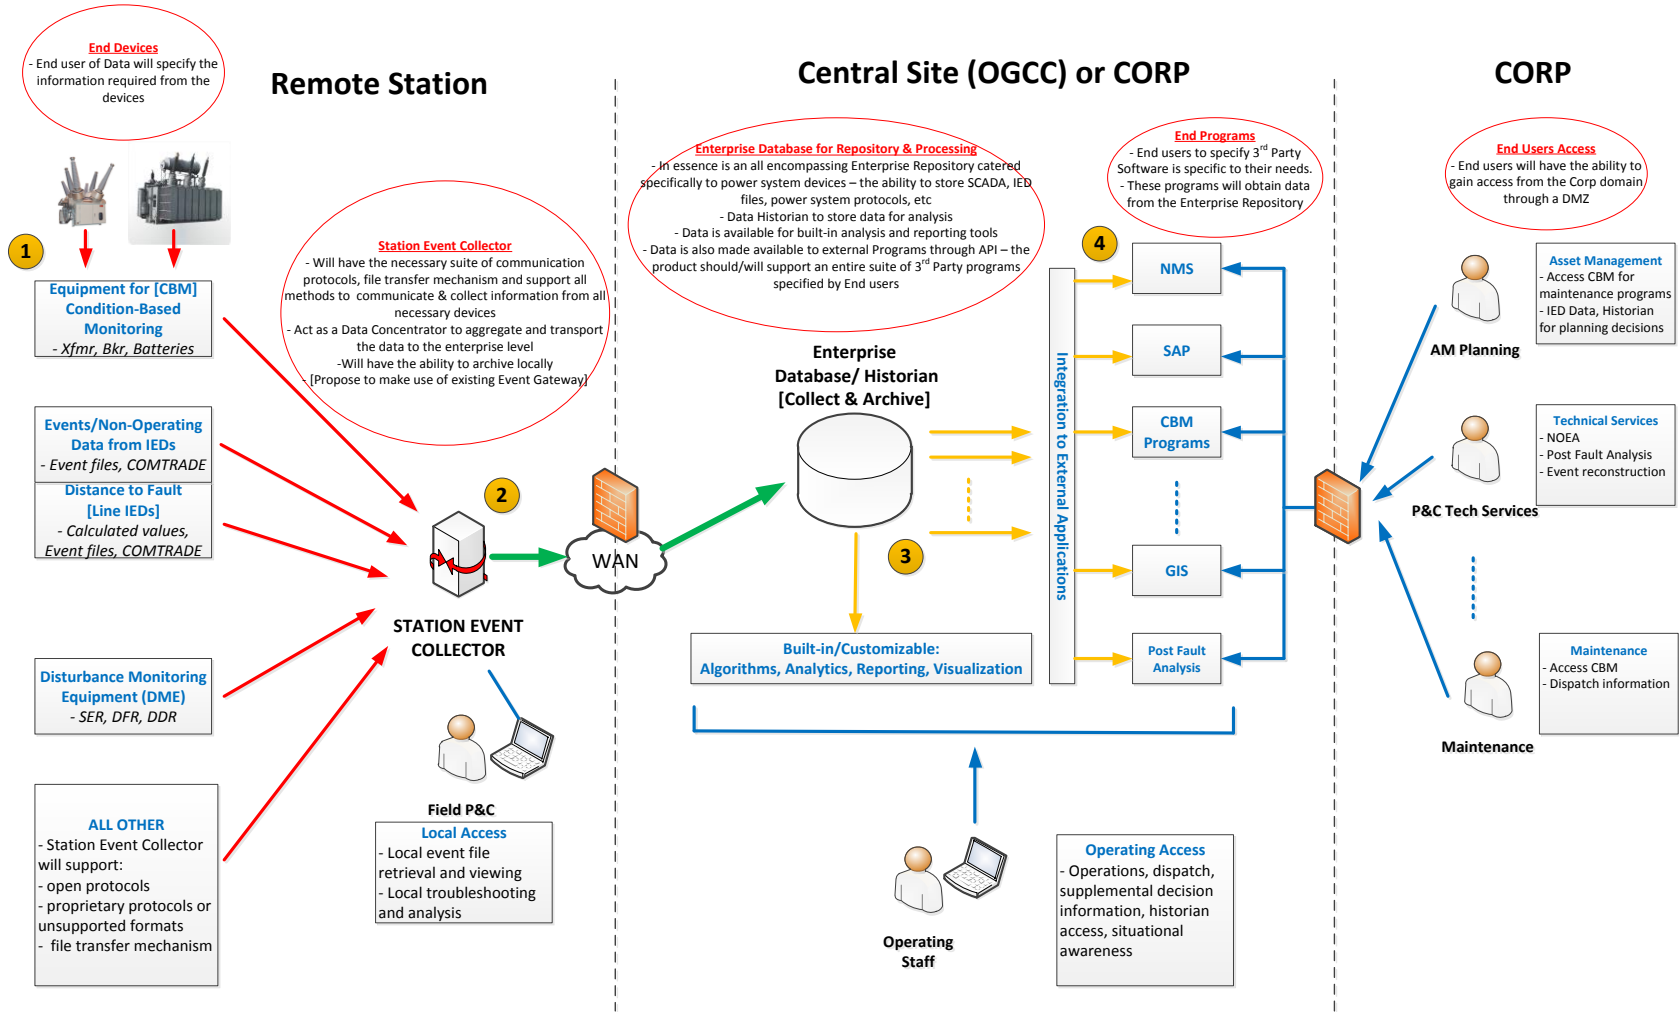 End Devices
- End user of Data will specify the
information required from the
devices
Remote Station
Central Site (OGCC) or CORP
CORP
1
Equipment for [CBM]
Condition-Based
Monitoring
- Xfmr, Bkr, Batteries
Events/Non-Operating
Data from IEDs
- Event files, COMTRADE
Distance to Fault
[Line IEDs]
- Calculated values,
Event files, COMTRADE
Disturbance Monitoring
Equipment (DME)
- SER, DFR, DDR
ALL OTHER
- Station Event Collector
will support:
- open protocols
- proprietary protocols or
unsupported formats
- file transfer mechanism
Station Event Collector
- Will have the necessary suite of communication
protocols, file transfer mechanism and support all
methods to communicate & collect information from all
necessary devices
- Act as a Data Concentrator to aggregate and transport
the data to the enterprise level
-Will have the ability to archive locally
- [Propose to make use of existing Event Gateway]
2
STATION EVENT
COLLECTOR
WAN
Field P&C
Local Access
- Local event file
retrieval and viewing
- Local troubleshooting
and analysis
Enterprise Database for Repository & Processing
- In essence is an all encompassing Enterprise Repository catered
specifically to power system devices – the ability to store SCADA, IED
files, power system protocols, etc
- Data Historian to store data for analysis
- Data is available for built-in analysis and reporting tools
- Data is also made available to external Programs through API – the
product should/will support an entire suite of 3rd Party programs
specified by End users
Enterprise
Database/ Historian
[Collect & Archive]
3
Built-in/Customizable:
Algorithms, Analytics, Reporting, Visualization
Operating
Staff
Operating Access
- Operations, dispatch,
supplemental decision
information, historian
access, situational
awareness
End Programs
- End users to specify 3rd Party
Software is specific to their needs.
- These programs will obtain data
from the Enterprise Repository
4
Integration to External Applications
NMS
SAP
CBM
Programs
GIS
Post Fault
Analysis
End Users Access
- End users will have the ability to
gain access from the Corp domain
through a DMZ
AM Planning
Asset Management
- Access CBM for
maintenance programs
- IED Data, Historian
for planning decisions
P&C Tech Services
Technical Services
- NOEA
- Post Fault Analysis
- Event reconstruction
Maintenance
Maintenance
- Access CBM
- Dispatch information